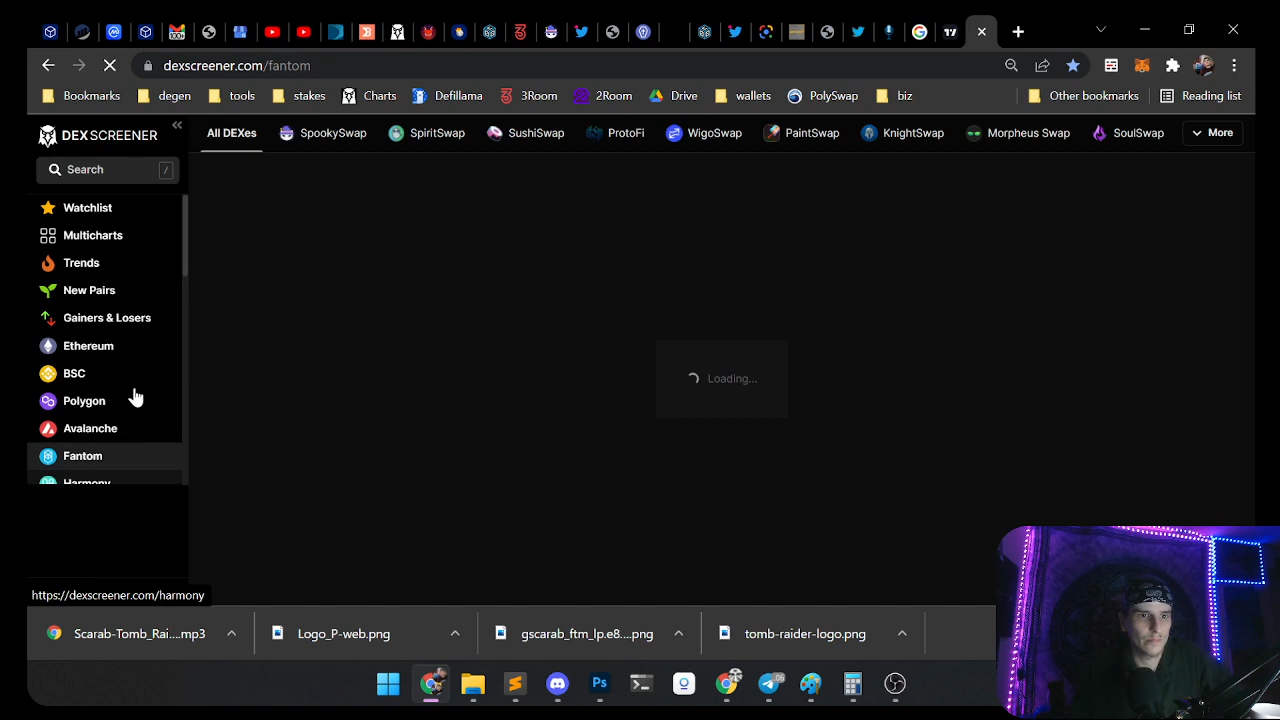 dexscreener.com/fantom
Bookmarks degen tools stakes Charts Defillama 3Room 2Room Drive wallets PolySwap biz Other bookmarks Reading list
DEX SCREENER
Search /
Watchlist
Multicharts
Trends
New Pairs
Gainers & Losers
Ethereum
BSC
Polygon
Avalanche
Fantom
Harmony
All DEXes SpookySwap SpiritSwap SushiSwap ProtoFi WigoSwap PaintSwap KnightSwap Morpheus Swap SoulSwap More
Loading...
https://dexscreener.com/harmony
Scarab-Tomb_Rai....mp3 Logo_P-web.png gscarab_ftm_lp.e8....png tomb-raider-logo.png
Ps
06